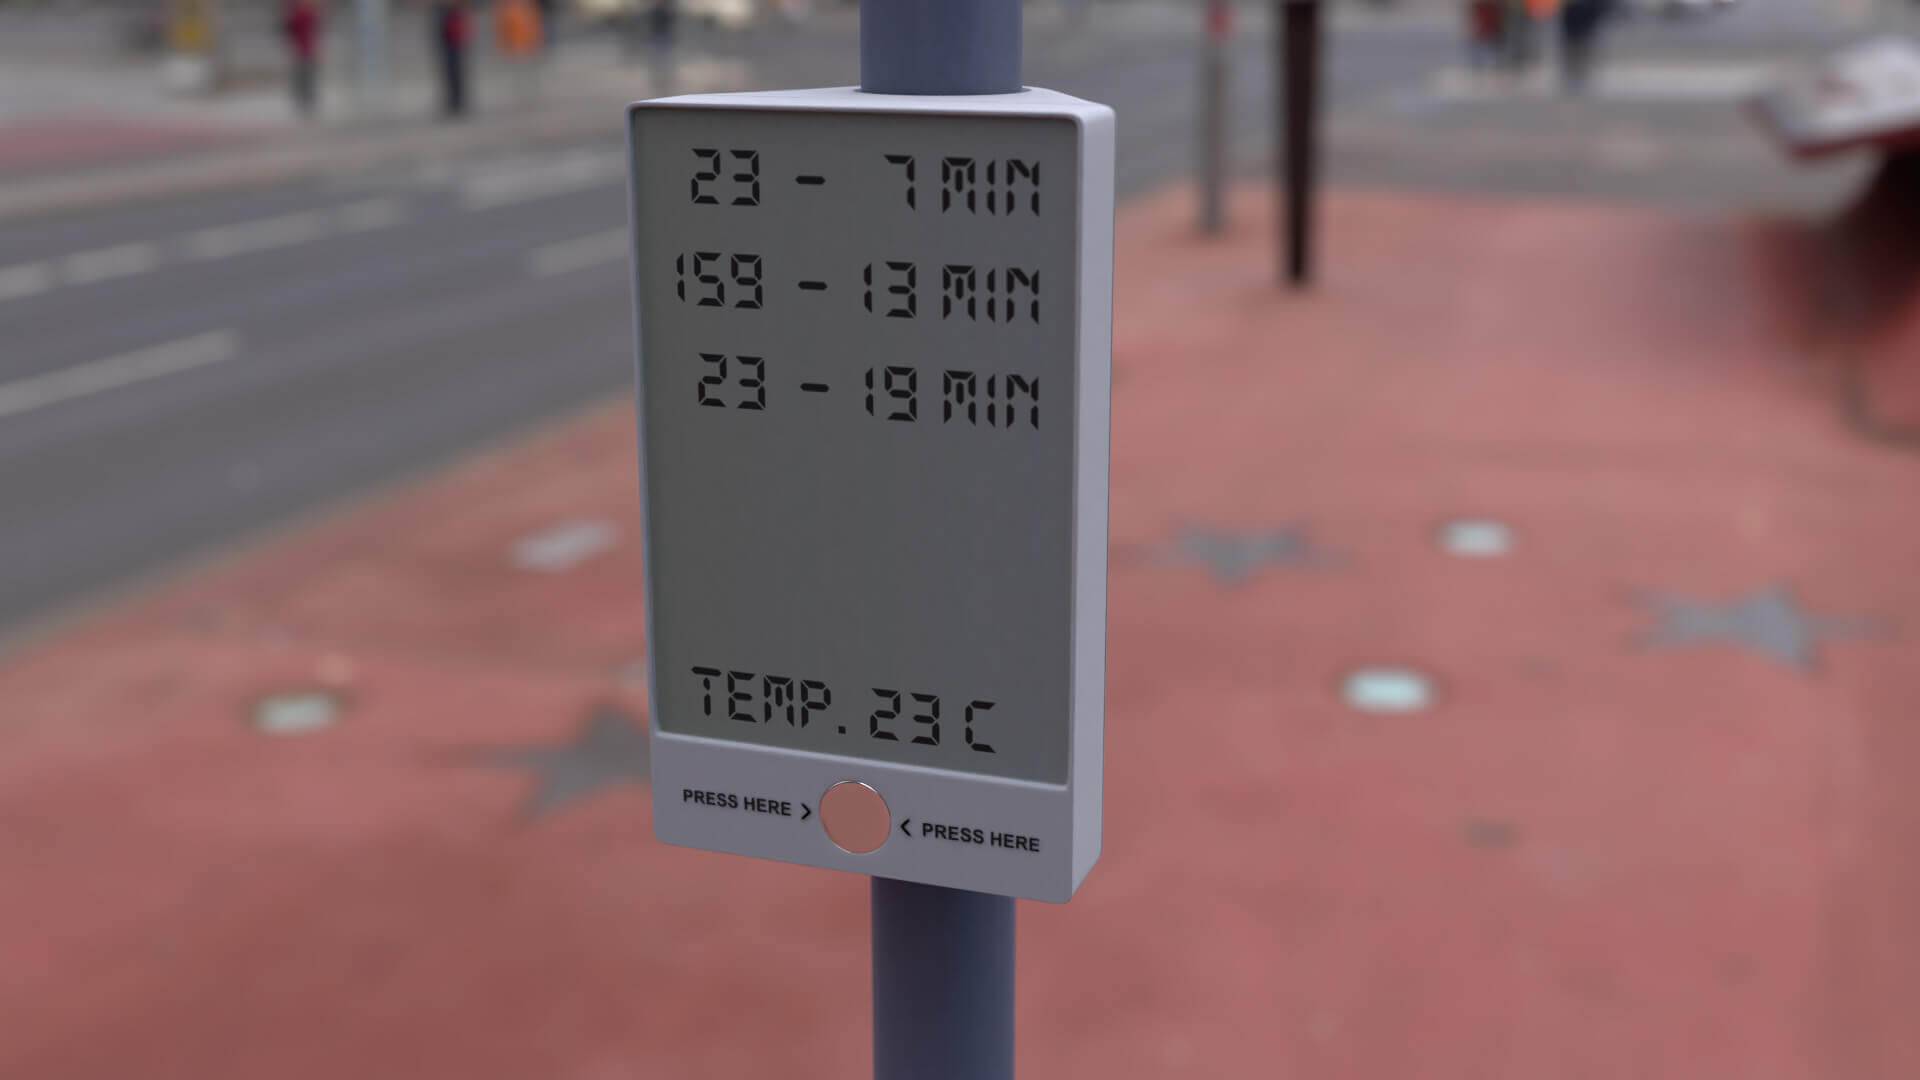 23 - 7 MIN
159 - 13 MIN
23 - 19 MIN
TEMP. 23 C
PRESS HERE > < PRESS HERE